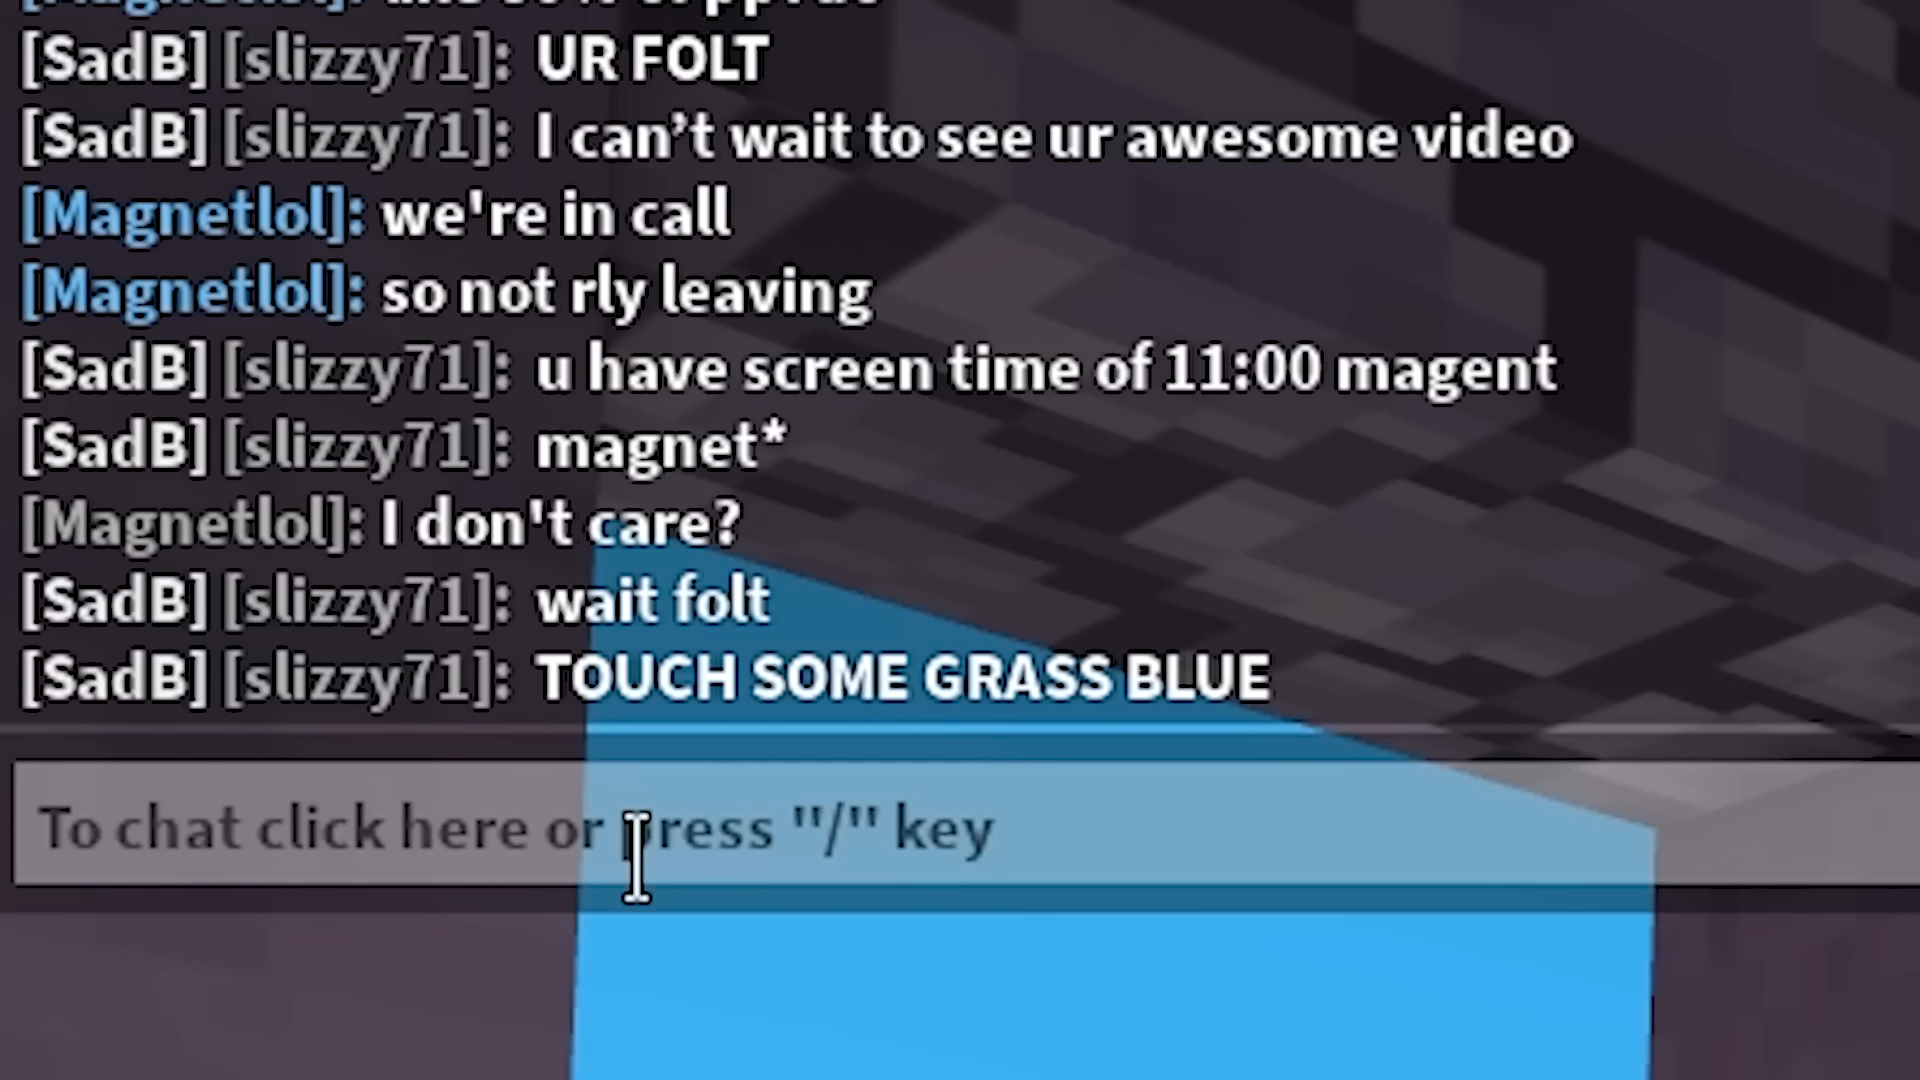 [SadB] [slizzy71]: UR FOLT
[SadB] [slizzy71]: I can’t wait to see ur awesome video
[Magnetlol]: we're in call
[Magnetlol]: so not rly leaving
[SadB] [slizzy71]: u have screen time of 11:00 magent
[SadB] [slizzy71]: magnet*
[Magnetlol]: I don't care?
[SadB] [slizzy71]: wait folt
[SadB] [slizzy71]: TOUCH SOME GRASS BLUE
To chat click here or press "/" key